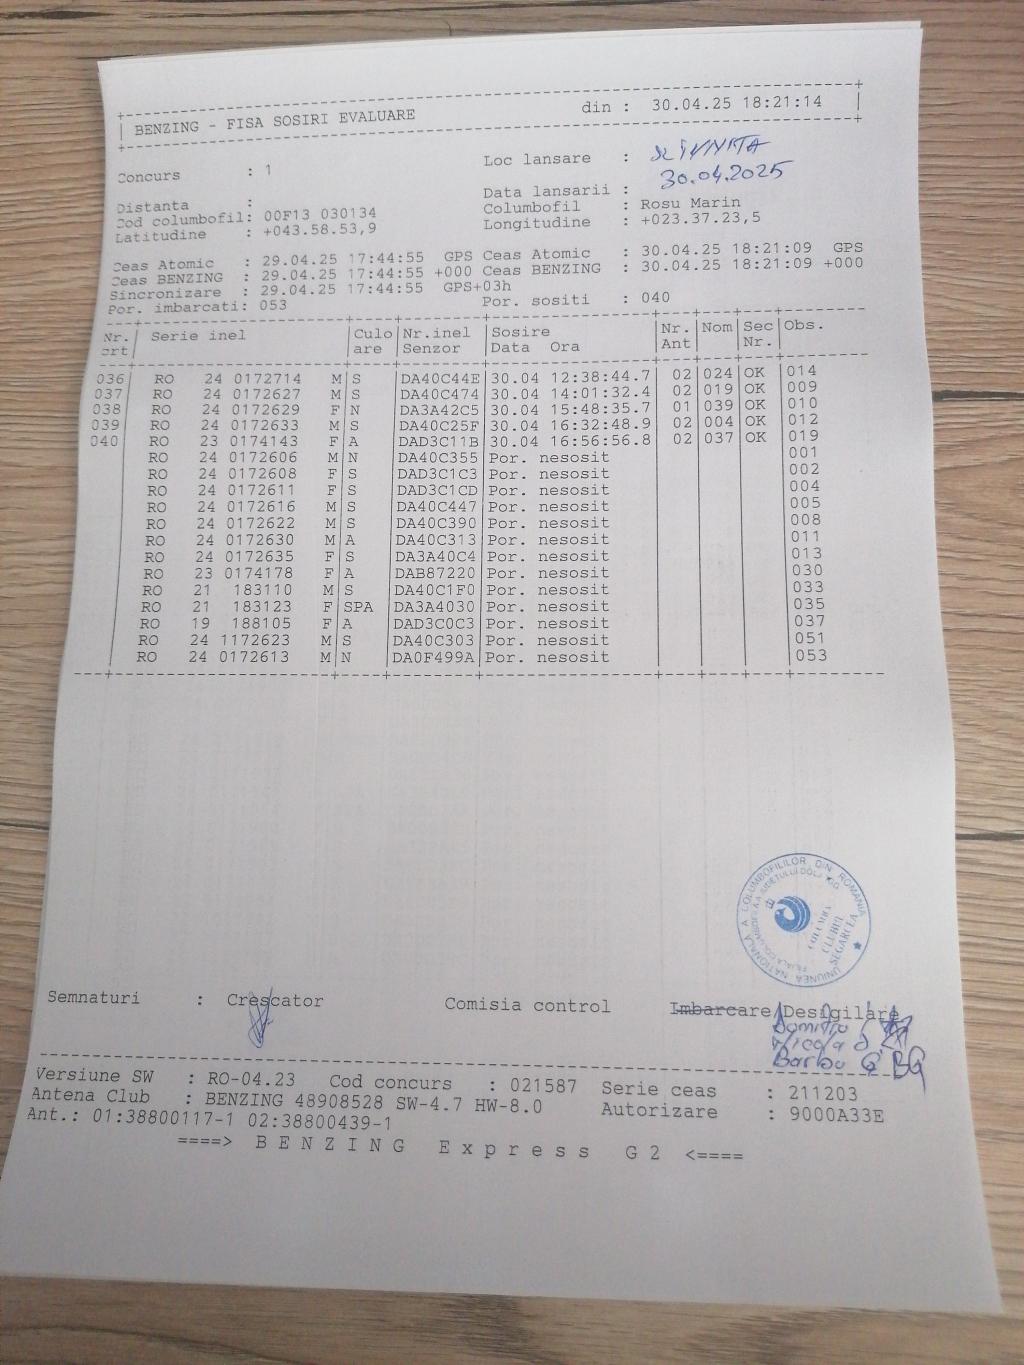 BENZING - FISA SOSIRI EVALUARE din : 30.04.25 18:21:14
Concurs : 1 Loc lansare :
Data lansarii : 30.04.2025
Distanta : Columbofil : Rosu Marin
Cod columbofil: 00F13 030134 Longitudine : +023.37.23,5
Latitudine : +043.58.53,9
Ceas Atomic : 29.04.25 17:44:55 GPS Ceas Atomic : 30.04.25 18:21:09 GPS
Ceas BENZING : 29.04.25 17:44:55 +000 Ceas BENZING : 30.04.25 18:21:09 +000
Sincronizare : 29.04.25 17:44:55 GPS+03h
Por. imbarcati: 053 Por. sositi : 040
Nr. Serie inel Culo Nr.inel Sosire Nr. Nom Sec Obs.
crt are Senzor Data Ora Ant Nr.
036 RO 24 0172714 M S DA40C44E 30.04 12:38:44.7 02 024 OK 014
037 RO 24 0172627 M S DA40C474 30.04 14:01:32.4 02 019 OK 009
038 RO 24 0172629 F N DA3A42C5 30.04 15:48:35.7 01 039 OK 010
039 RO 24 0172633 M S DA40C25F 30.04 16:32:48.9 02 004 OK 012
040 RO 23 0174143 F A DAD3C11B 30.04 16:56:56.8 02 037 OK 019
RO 24 0172606 M N DA40C355 Por. nesosit 001
RO 24 0172608 F S DAD3C1C3 Por. nesosit 002
RO 24 0172611 F S DAD3C1CD Por. nesosit 004
RO 24 0172616 M S DA40C447 Por. nesosit 005
RO 24 0172622 M S DA40C390 Por. nesosit 008
RO 24 0172630 M A DA40C313 Por. nesosit 011
RO 24 0172635 F S DA3A40C4 Por. nesosit 013
RO 23 0174178 F A DAB87220 Por. nesosit 030
RO 21 183110 M S DA40C1F0 Por. nesosit 033
RO 21 183123 F SPA DA3A4030 Por. nesosit 035
RO 19 188105 F A DAD3C0C3 Por. nesosit 037
RO 24 1172623 M S DA40C303 Por. nesosit 051
RO 24 0172613 M N DA0F499A Por. nesosit 053
UNIUNEA NATIONALA A COLUMBOFILILOR DIN ROMANIA
COLUMBA
CLUBUL
SEGARCEA
Semnaturi : Crescator Comisia control Imbarcare/Desigilare
Barbu G BG
Versiune SW : RO-04.23 Cod concurs : 021587 Serie ceas : 211203
Antena Club : BENZING 48908528 SW-4.7 HW-8.0 Autorizare : 9000A33E
Ant.: 01:38800117-1 02:38800439-1
====> BENZING Express G2 <====